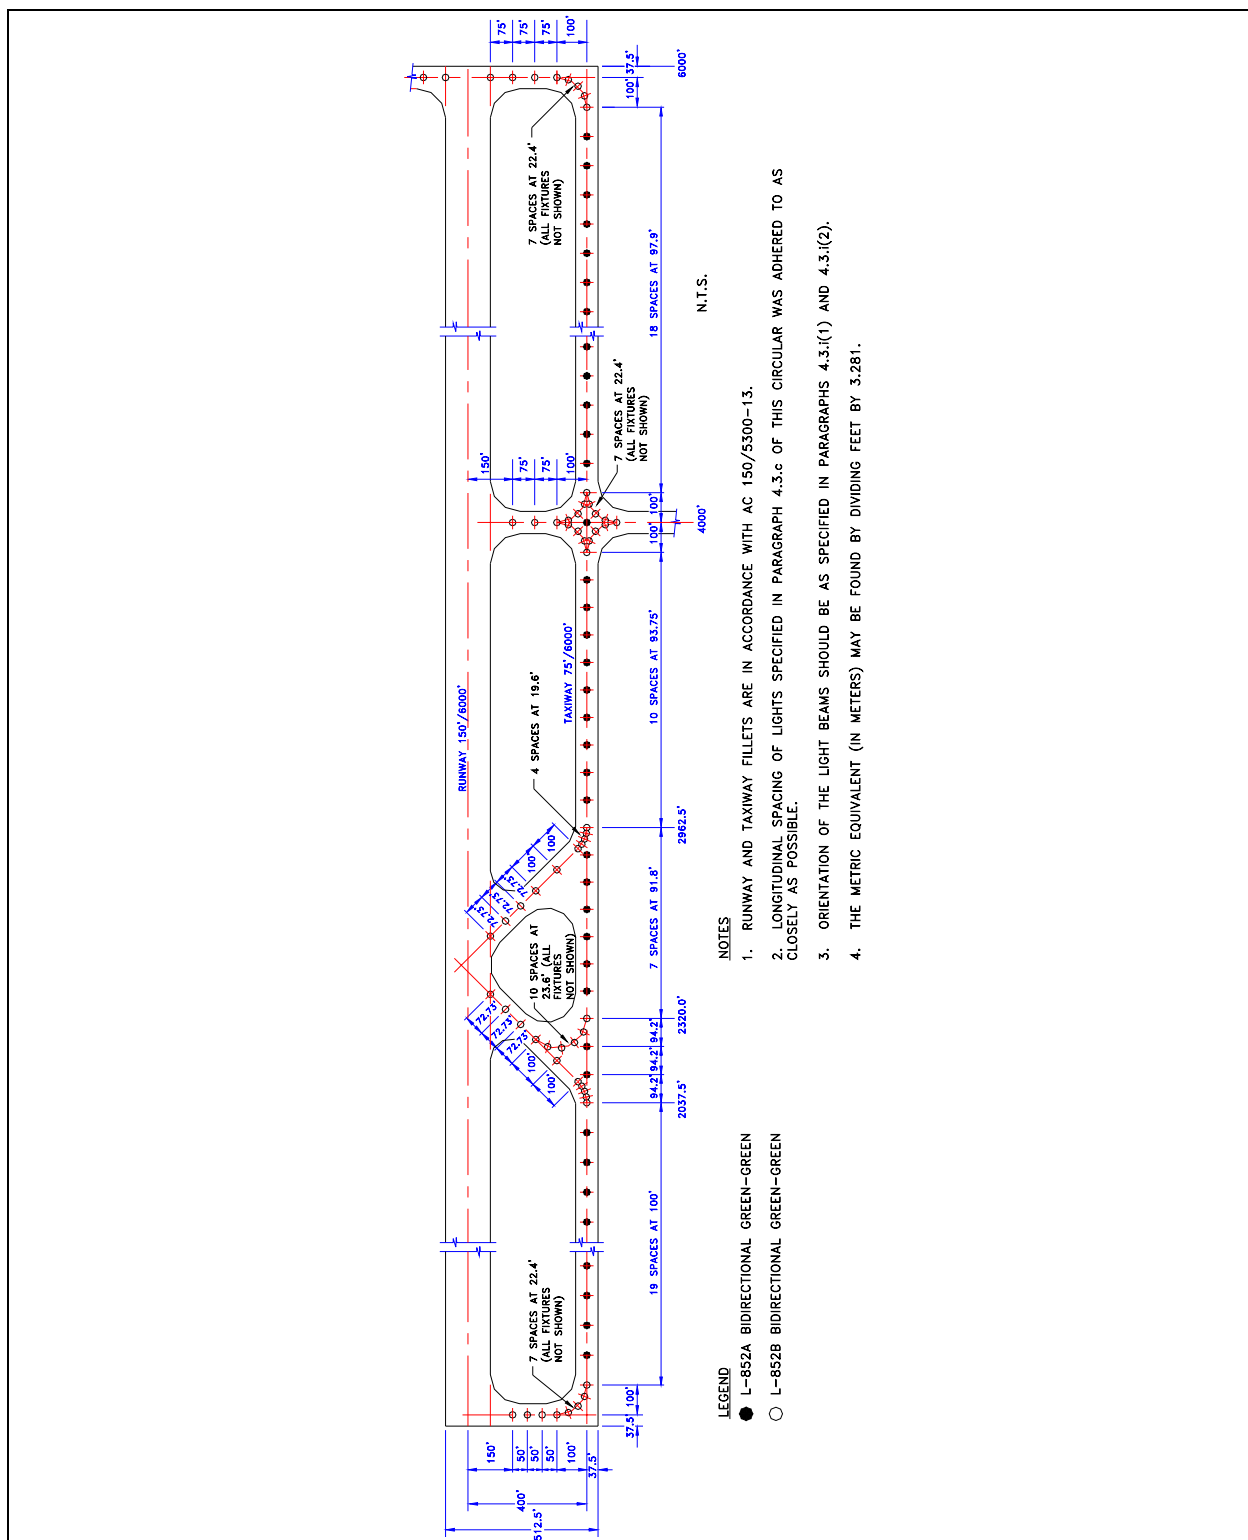 150'
50'
50'
50'
100'
37.5'
400'
512.5'
37.5'
100'
7 SPACES AT 22.4'
(ALL FIXTURES
NOT SHOWN)
19 SPACES AT 100'
2037.5'
94.2'
94.2'
94.2'
2320.0'
72.73'
72.73'
72.73'
100'
100'
10 SPACES AT
23.6' (ALL
FIXTURES
NOT SHOWN)
72.73'
72.73'
72.73'
100'
100'
7 SPACES AT 91.8'
2962.5'
4 SPACES AT 19.6'
RUNWAY 150'/6000'
TAXIWAY 75'/6000'
10 SPACES AT 93.75'
150'
75'
75'
100'
100'
100'
4000'
7 SPACES AT 22.4'
(ALL FIXTURES
NOT SHOWN)
18 SPACES AT 97.9'
7 SPACES AT 22.4'
(ALL FIXTURES
NOT SHOWN)
75'
75'
75'
100'
100'
37.5'
6000'
N.T.S.
LEGEND
L-852A BIDIRECTIONAL GREEN-GREEN
L-852B BIDIRECTIONAL GREEN-GREEN
NOTES
1. RUNWAY AND TAXIWAY FILLETS ARE IN ACCORDANCE WITH AC 150/5300-13.
2. LONGITUDINAL SPACING OF LIGHTS SPECIFIED IN PARAGRAPH 4.3.c OF THIS CIRCULAR WAS ADHERED TO AS
CLOSELY AS POSSIBLE.
3. ORIENTATION OF THE LIGHT BEAMS SHOULD BE AS SPECIFIED IN PARAGRAPHS 4.3.i(1) AND 4.3.i(2).
4. THE METRIC EQUIVALENT (IN METERS) MAY BE FOUND BY DIVIDING FEET BY 3.281.